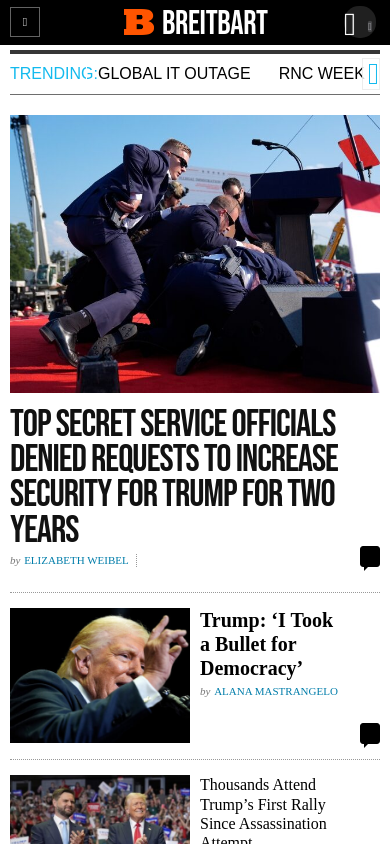 BREITBART
TRENDING: GLOBAL IT OUTAGE RNC WEEK
TOP SECRET SERVICE OFFICIALS
DENIED REQUESTS TO INCREASE
SECURITY FOR TRUMP FOR TWO
YEARS
by ELIZABETH WEIBEL
Trump: ‘I Took
a Bullet for
Democracy’
by ALANA MASTRANGELO
Thousands Attend
Trump’s First Rally
Since Assassination
Attempt